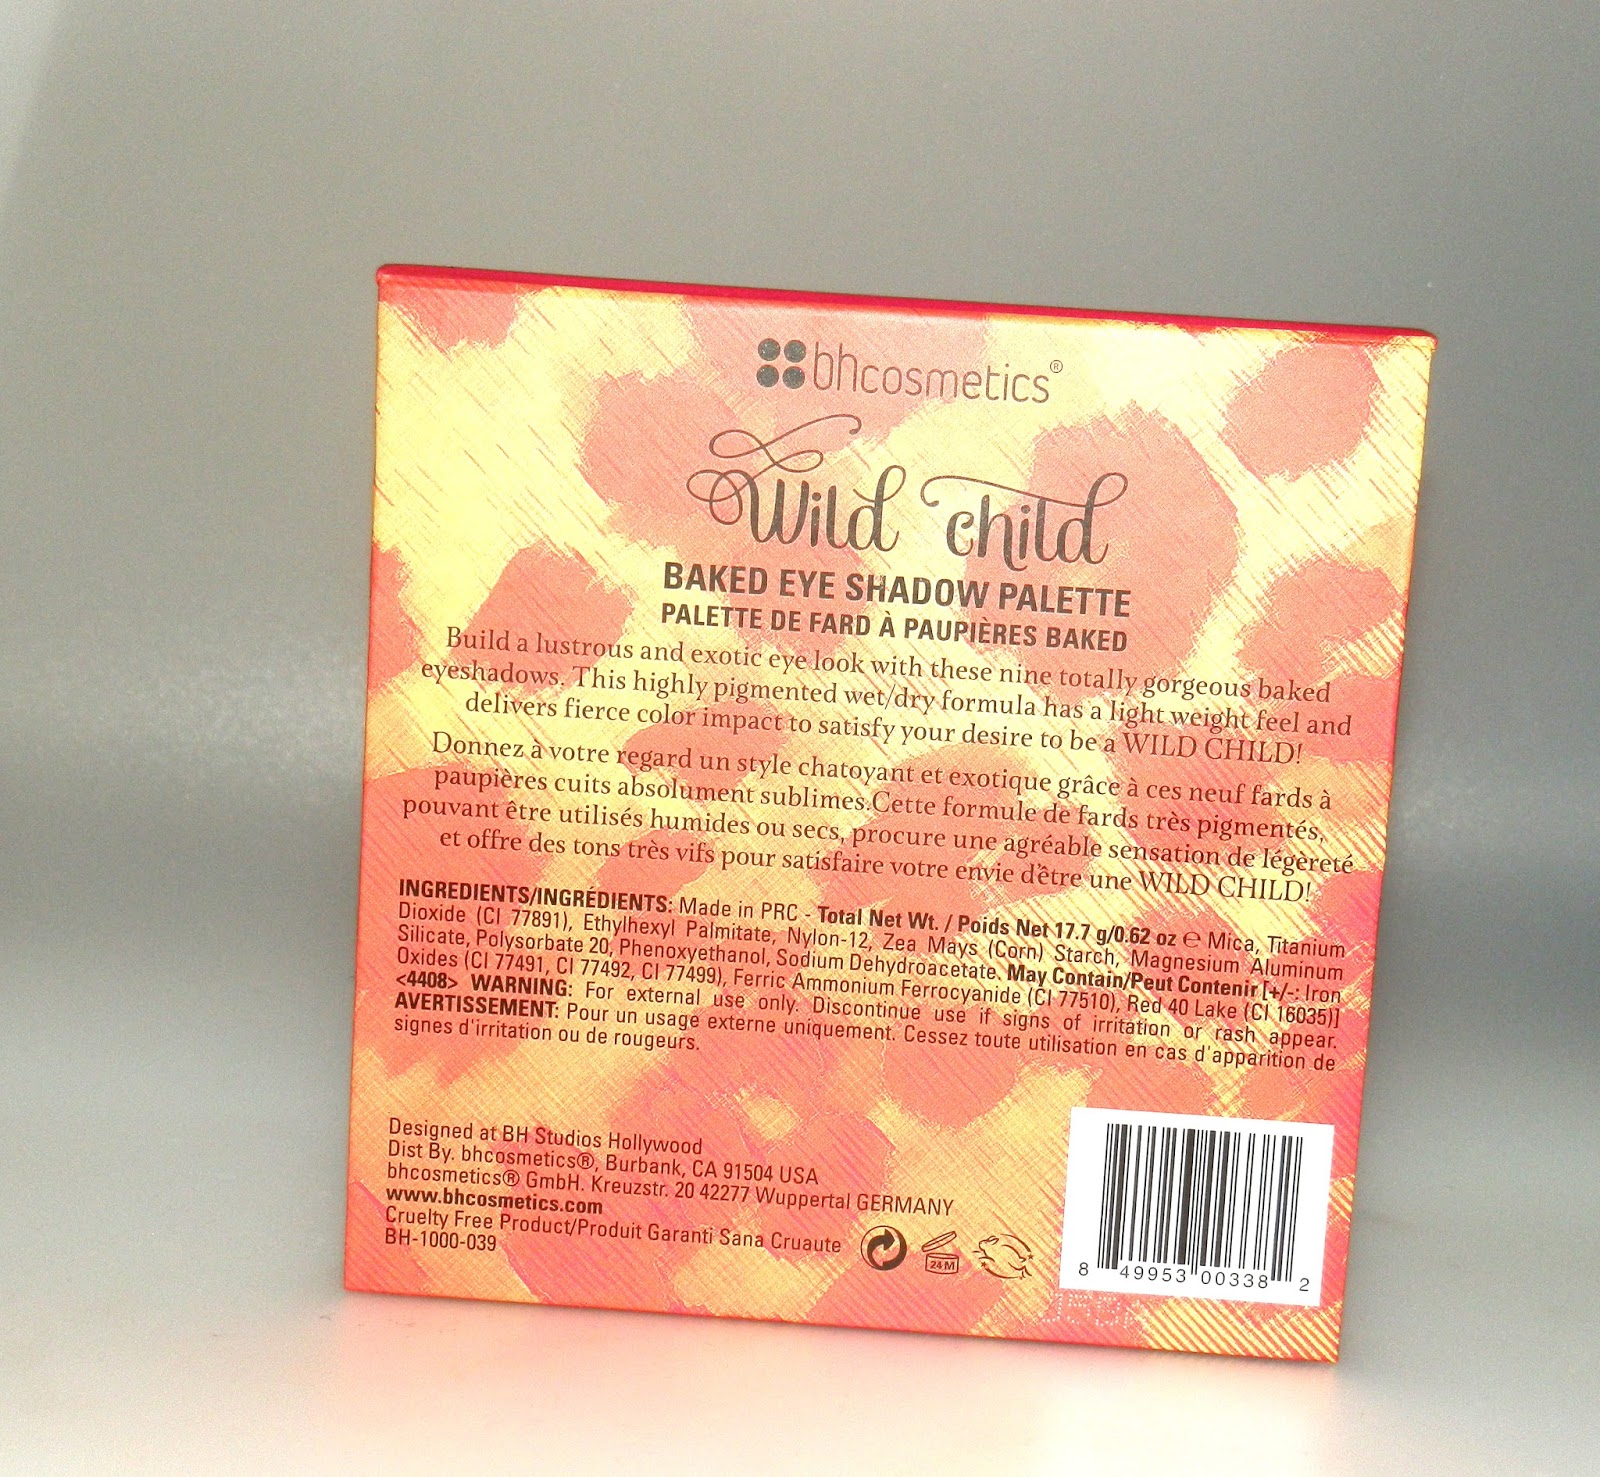 bhcosmetics®
Wild child
BAKED EYE SHADOW PALETTE
PALETTE DE FARD À PAUPIÈRES BAKED
Build a lustrous and exotic eye look with these nine totally gorgeous baked
eyeshadows. This highly pigmented wet/dry formula has a light weight feel and
delivers fierce color impact to satisfy your desire to be a WILD CHILD!
Donnez à votre regard un style chatoyant et exotique grâce à ces neuf fards à
paupières cuits absolument sublimes.Cette formule de fards très pigmentés,
pouvant être utilisés humides ou secs, procure une agréable sensation de légèreté
et offre des tons très vifs pour satisfaire votre envie d'être une WILD CHILD!
INGREDIENTS/INGRÉDIENTS: Made in PRC - Total Net Wt. / Poids Net 17.7 g/0.62 oz ℮ Mica, Titanium
Dioxide (CI 77891), Ethylhexyl Palmitate, Nylon-12, Zea Mays (Corn) Starch, Magnesium Aluminum
Silicate, Polysorbate 20, Phenoxyethanol, Sodium Dehydroacetate. May Contain/Peut Contenir [+/-: Iron
Oxides (CI 77491, CI 77492, CI 77499), Ferric Ammonium Ferrocyanide (CI 77510), Red 40 Lake (CI 16035)]
<4408> WARNING: For external use only. Discontinue use if signs of irritation or rash appear.
AVERTISSEMENT: Pour un usage externe uniquement. Cessez toute utilisation en cas d'apparition de
signes d'irritation ou de rougeurs.
Designed at BH Studios Hollywood
Dist By. bhcosmetics®, Burbank, CA 91504 USA
bhcosmetics® GmbH. Kreuzstr. 20 42277 Wuppertal GERMANY
www.bhcosmetics.com
Cruelty Free Product/Produit Garanti Sana Cruaute
BH-1000-039
24 M
8 49953 00338 2